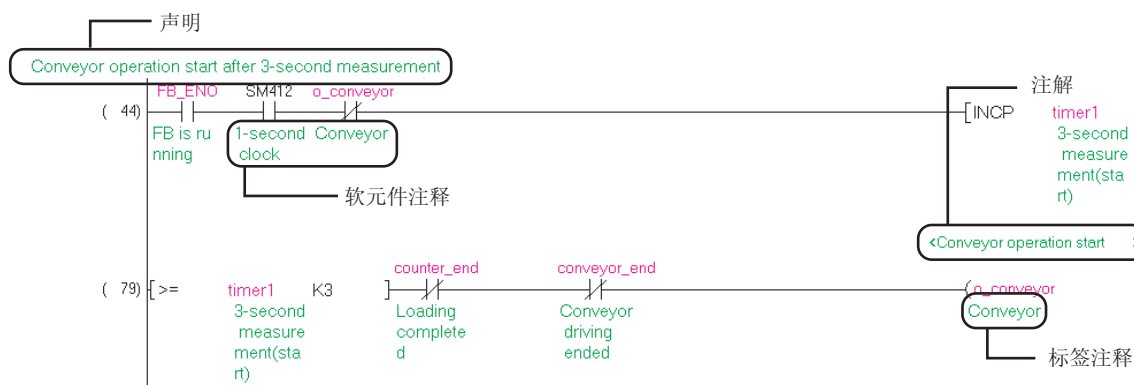 声明
Conveyor operation start after 3-second measurement
注解
FB_ENO SM412 o_conveyor
( 44) [INCP timer1
FB is ru 1-second Conveyor 3-second
nning clock measure
ment(sta
rt)
软元件注释
<Conveyor operation start >
counter_end conveyor_end
( 79) [>= timer1 K3 ] o_conveyor
3-second Loading Conveyor Conveyor
measure complete driving
ment(sta d ended
rt)
标签注释